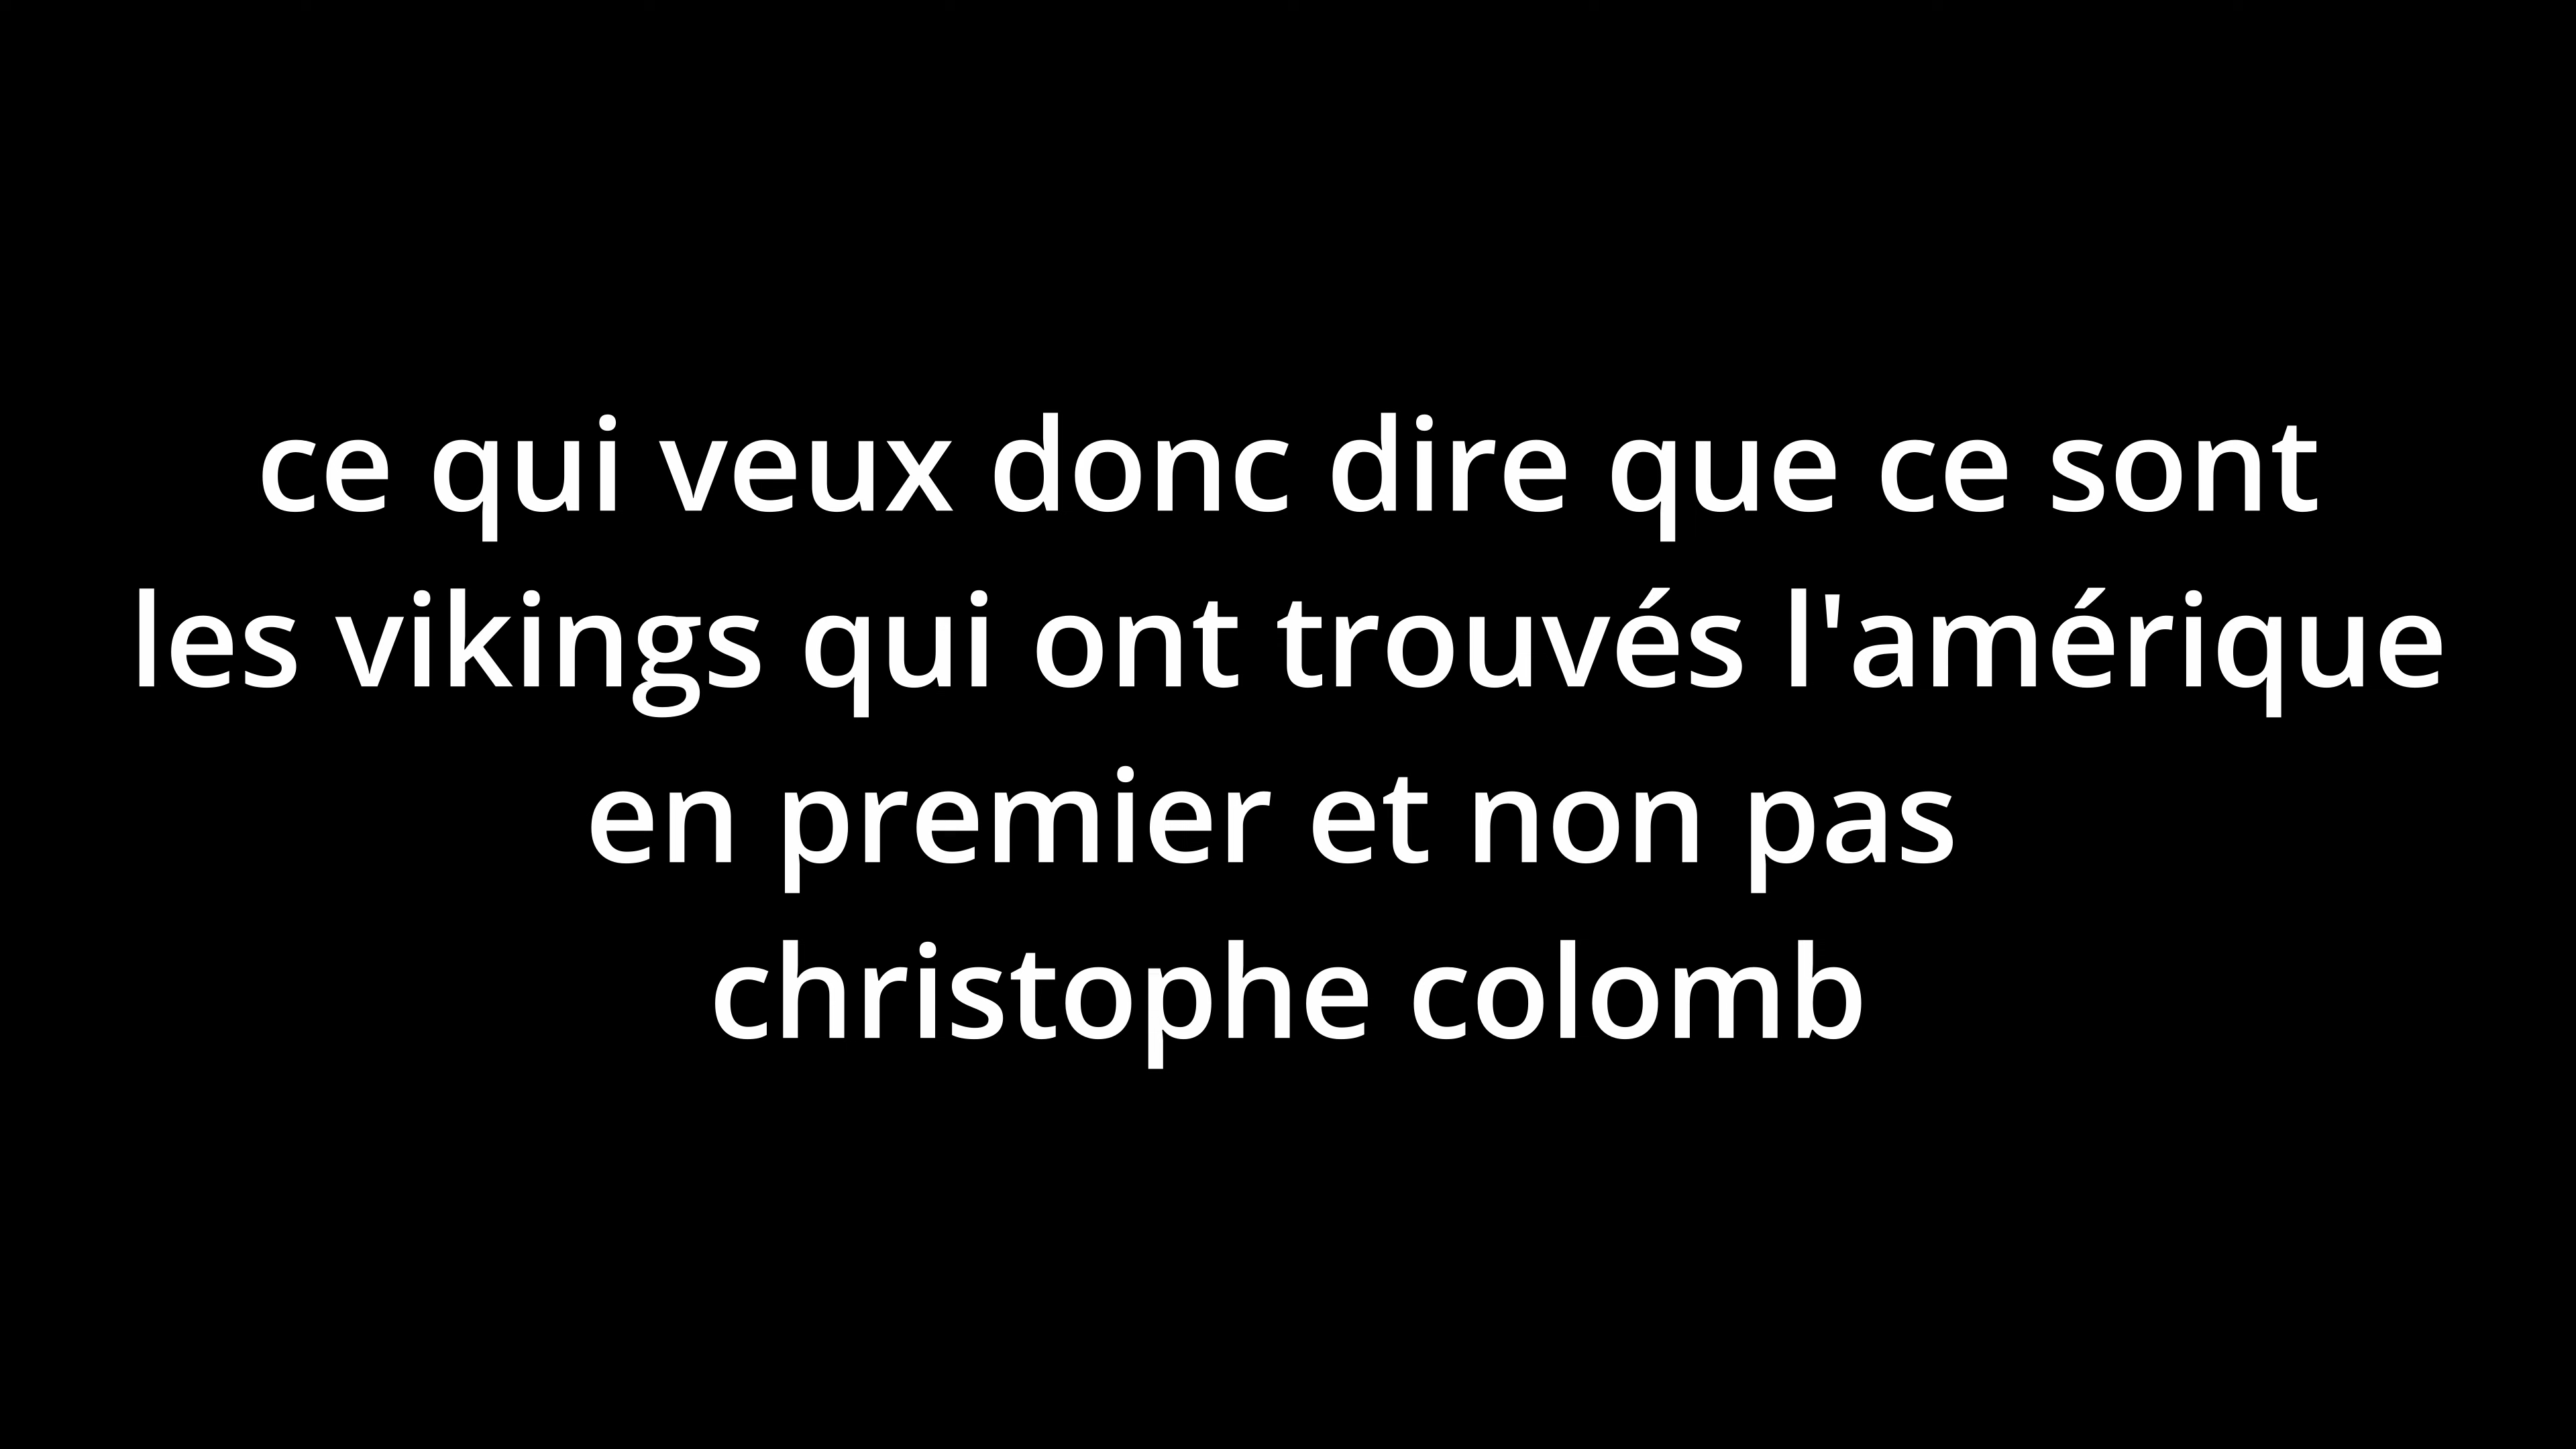 ce qui veux donc dire que ce sont
les vikings qui ont trouvés l'amérique
en premier et non pas
christophe colomb